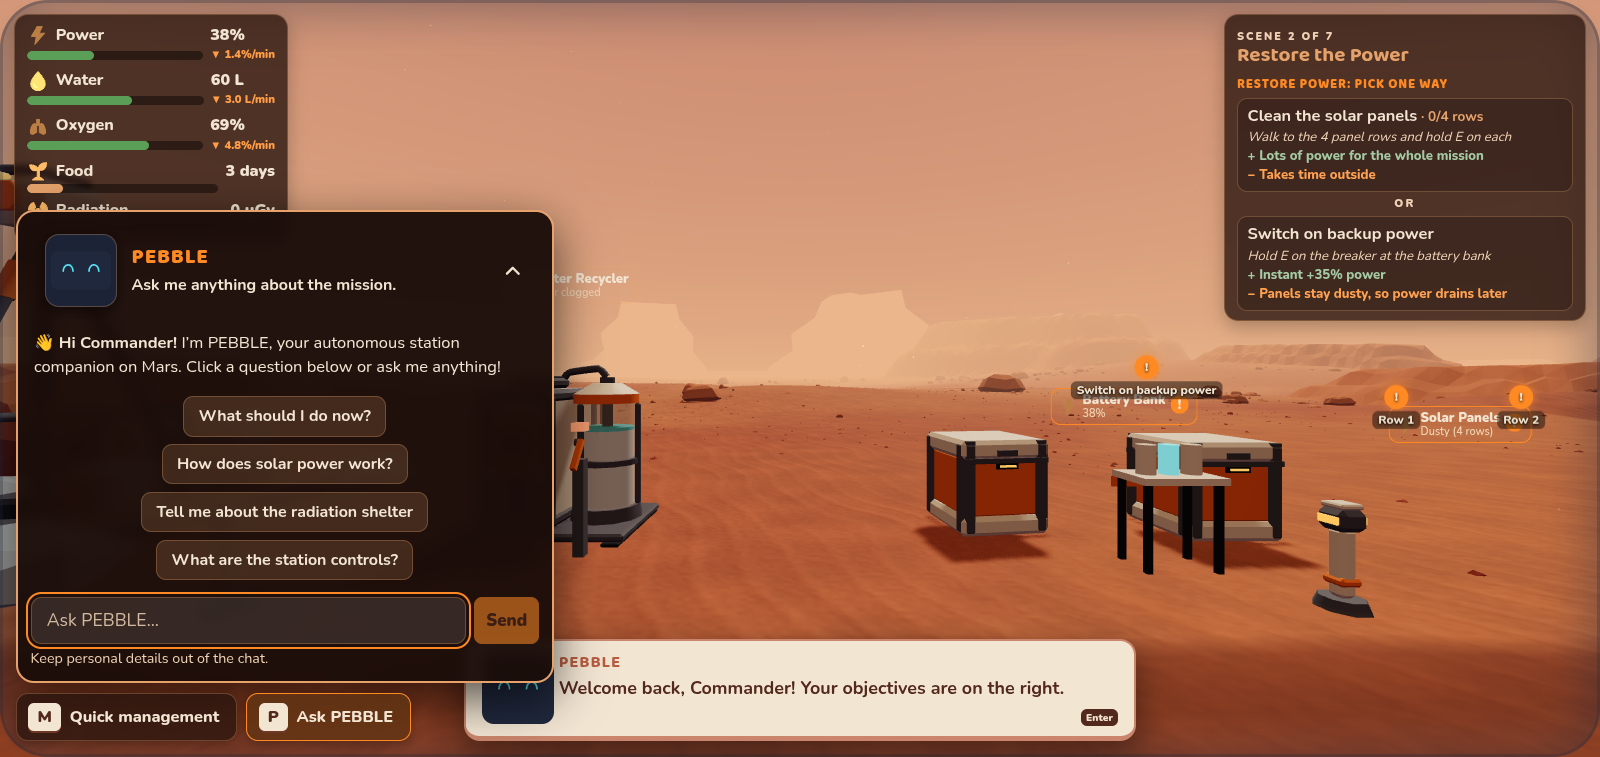 Power 38%
▼ 1.4%/min
Water 60 L
▼ 3.0 L/min
Oxygen 69%
▼ 4.8%/min
Food 3 days
Radiation 0 µGy
PEBBLE
Ask me anything about the mission.
👋 Hi Commander! I'm PEBBLE, your autonomous station
companion on Mars. Click a question below or ask me anything!
What should I do now?
How does solar power work?
Tell me about the radiation shelter
What are the station controls?
Ask PEBBLE...
Send
Keep personal details out of the chat.
M Quick management
P Ask PEBBLE
ter Recycler
clogged
PEBBLE
Welcome back, Commander! Your objectives are on the right.
Enter
SCENE 2 OF 7
Restore the Power
RESTORE POWER: PICK ONE WAY
Clean the solar panels · 0/4 rows
Walk to the 4 panel rows and hold E on each
+ Lots of power for the whole mission
− Takes time outside
OR
Switch on backup power
Hold E on the breaker at the battery bank
+ Instant +35% power
− Panels stay dusty, so power drains later
!
Switch on backup power
Battery Bank
38%
!
!
!
Row 1
Solar Panels
Row 2
Dusty (4 rows)